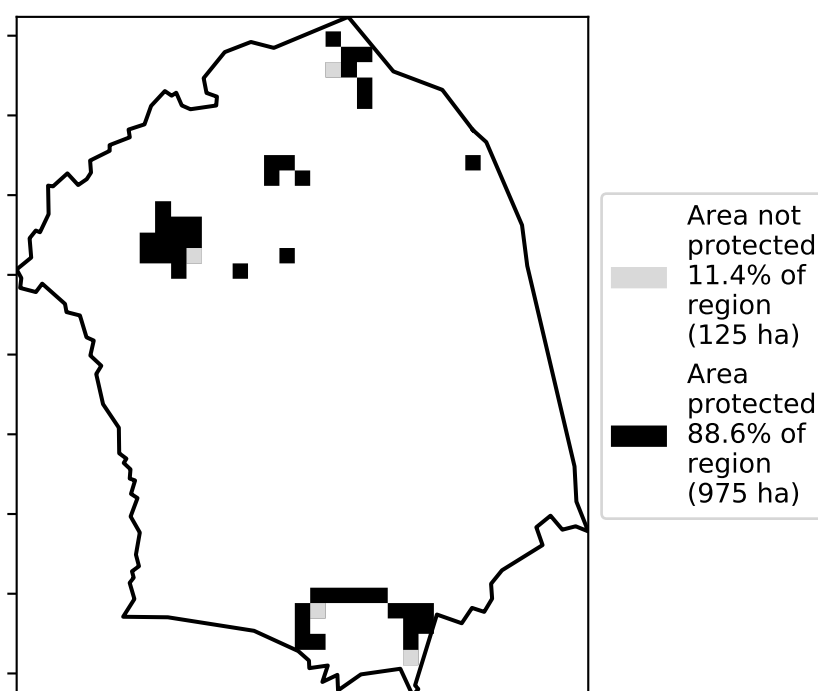 Area not
protected
11.4% of
region
(125 ha)
Area
protected
88.6% of
region
(975 ha)